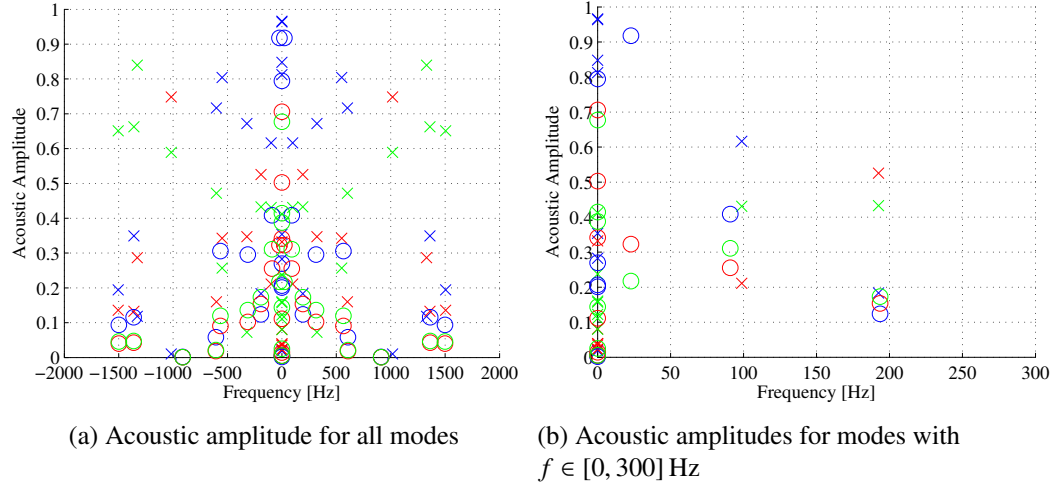 1
0.9
0.8
0.7
0.6
0.5
0.4
0.3
0.2
0.1
0
Acoustic Amplitude
−2000 −1500 −1000 −500 0 500 1000 1500 2000
Frequency [Hz]
(a) Acoustic amplitude for all modes
1
0.9
0.8
0.7
0.6
0.5
0.4
0.3
0.2
0.1
0
Acoustic Amplitude
0 50 100 150 200 250 300
Frequency [Hz]
(b) Acoustic amplitudes for modes with
f ∈ [0, 300] Hz